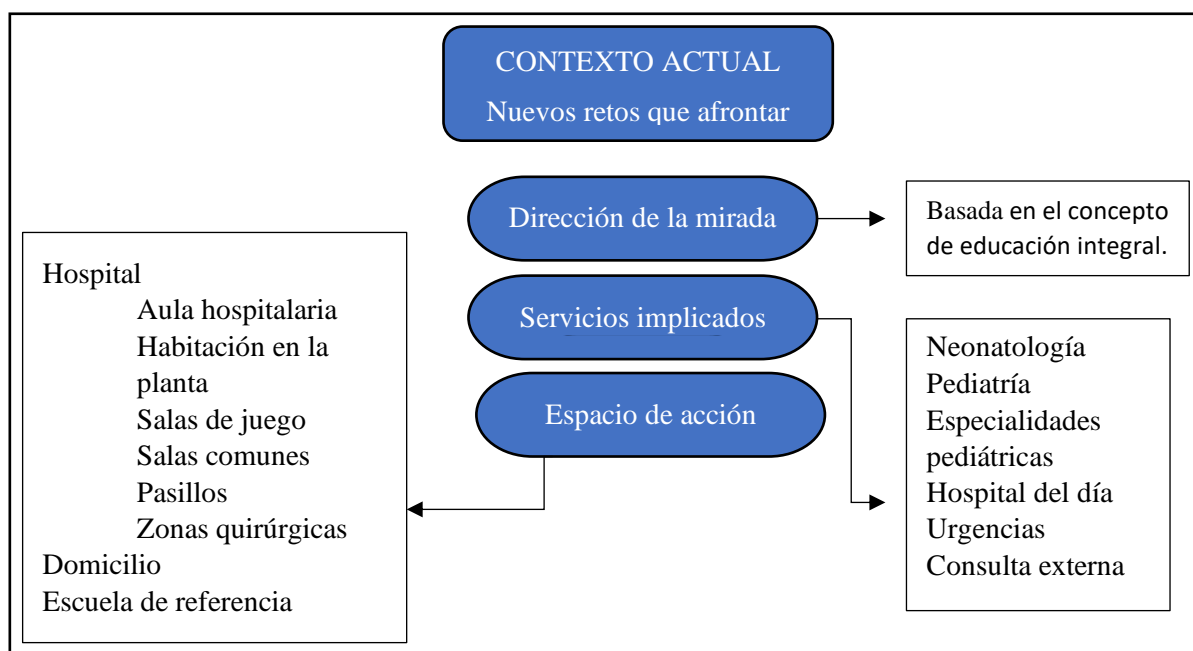 CONTEXTO ACTUAL
Nuevos retos que afrontar
Dirección de la mirada
Basada en el concepto
de educación integral.
Servicios implicados
Neonatología
Pediatría
Especialidades
pediátricas
Hospital del día
Urgencias
Consulta externa
Espacio de acción
Hospital
Aula hospitalaria
Habitación en la
planta
Salas de juego
Salas comunes
Pasillos
Zonas quirúrgicas
Domicilio
Escuela de referencia